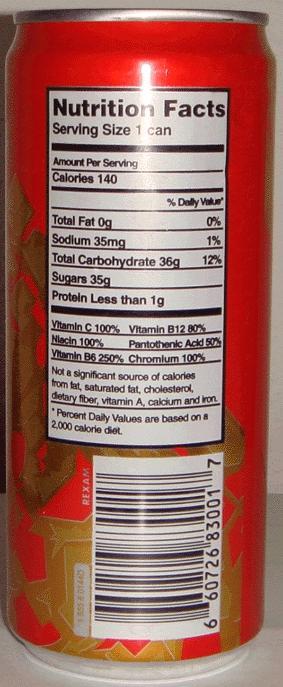 Nutrition Facts
Serving Size 1 can
Amount Per Serving
Calories 140
% Daily Value*
Total Fat 0g 0%
Sodium 35mg 1%
Total Carbohydrate 36g 12%
Sugars 35g
Protein Less than 1g
Vitamin C 100% Vitamin B12 80%
Niacin 100% Pantothenic Acid 50%
Vitamin B6 250% Chromium 100%
Not a significant source of calories
from fat, saturated fat, cholesterol,
dietary fiber, vitamin A, calcium and iron.
* Percent Daily Values are based on a
2,000 calorie diet.
REXAM
6 60726 83001 7